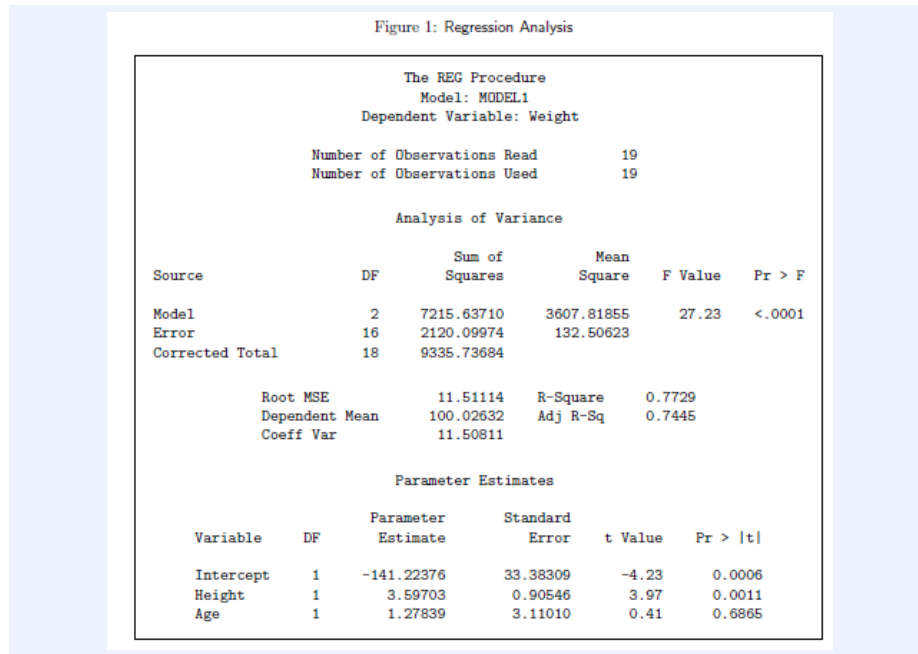 Figure 1: Regression Analysis
The REG Procedure
Model: MODEL1
Dependent Variable: Weight
Number of Observations Read 19
Number of Observations Used 19
Analysis of Variance
Sum of Mean
Source DF Squares Square F Value Pr > F
Model 2 7215.63710 3607.81855 27.23 <.0001
Error 16 2120.09974 132.50623
Corrected Total 18 9335.73684
Root MSE 11.51114 R-Square 0.7729
Dependent Mean 100.02632 Adj R-Sq 0.7445
Coeff Var 11.50811
Parameter Estimates
Parameter Standard
Variable DF Estimate Error t Value Pr > |t|
Intercept 1 -141.22376 33.38309 -4.23 0.0006
Height 1 3.59703 0.90546 3.97 0.0011
Age 1 1.27839 3.11010 0.41 0.6865